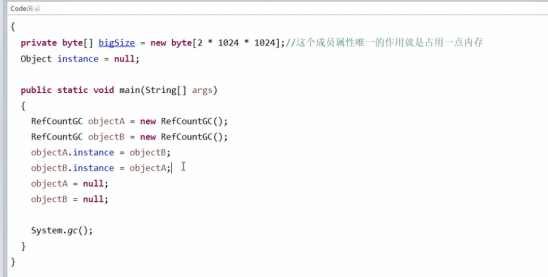 Code演示
{
private byte[] bigSize = new byte[2 * 1024 * 1024];//这个成员属性唯一的作用就是占用一点内存
Object instance = null;
public static void main(String[] args)
{
RefCountGC objectA = new RefCountGC();
RefCountGC objectB = new RefCountGC();
objectA.instance = objectB;
objectB.instance = objectA;
objectA = null;
objectB = null;
System.gc();
}
}